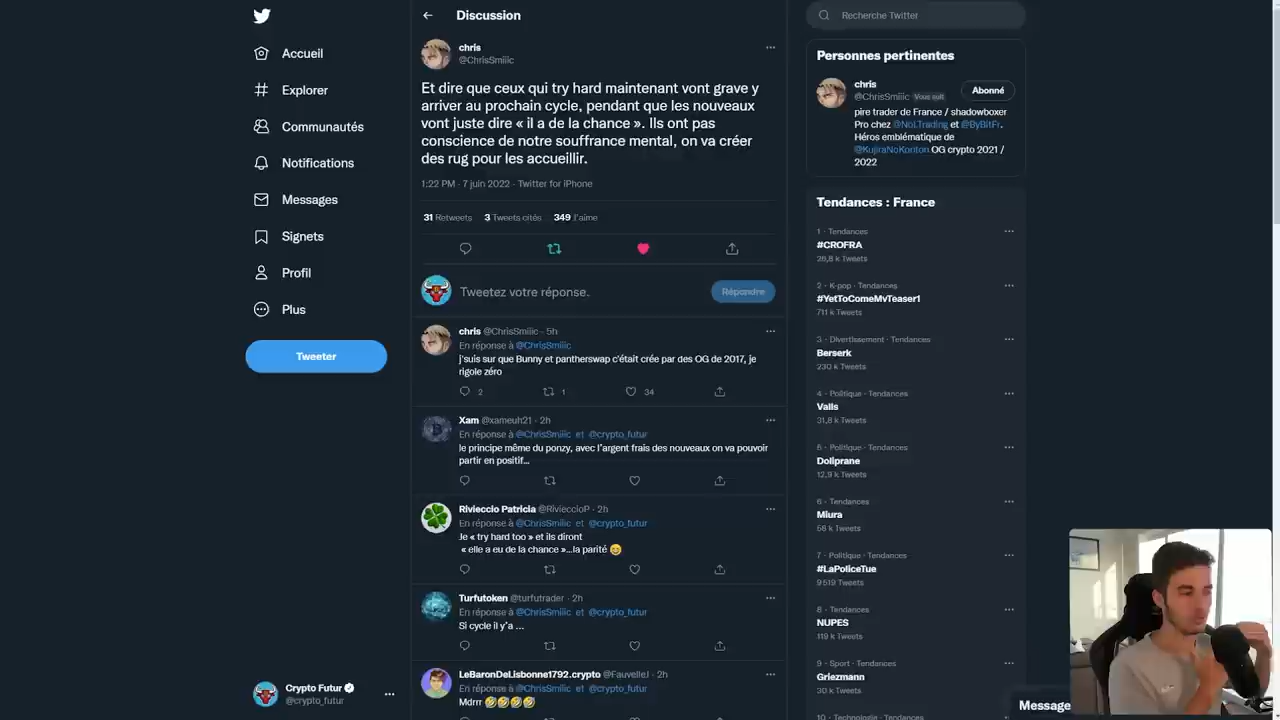 Accueil
Explorer
Communautés
Notifications
Messages
Signets
Profil
Plus
Tweeter
Crypto Futur
@crypto_futur
Discussion
chris
@ChrisSmiiic
Et dire que ceux qui try hard maintenant vont grave y
arriver au prochain cycle, pendant que les nouveaux
vont juste dire « il a de la chance ». Ils ont pas
conscience de notre souffrance mental, on va créer
des rug pour les accueillir.
1:22 PM · 7 juin 2022 · Twitter for iPhone
31 Retweets 3 Tweets cités 349 J'aime
Tweetez votre réponse.
Répondre
chris @ChrisSmiiic · 5h
En réponse à @ChrisSmiiic
j'suis sur que Bunny et pantherswap c'était crée par des OG de 2017, je
rigole zéro
2 1 34
Xam @xameuh21 · 2h
En réponse à @ChrisSmiiic et @crypto_futur
le principe même du ponzy, avec l'argent frais des nouveaux on va pouvoir
partir en positif...
Rivieccio Patricia @RivieccioP · 2h
En réponse à @ChrisSmiiic et @crypto_futur
Je « try hard too » et ils diront
« elle a eu de la chance »...la parité 😅
Turfutoken @turfutrader · 2h
En réponse à @ChrisSmiiic et @crypto_futur
Si cycle il y'a ...
LeBaronDeLisbonne1792.crypto @FauvelleJ · 2h
En réponse à @ChrisSmiiic et @crypto_futur
Mdrrr 🤣🤣🤣🤣
Recherche Twitter
Personnes pertinentes
chris
@ChrisSmiiic Vous suit
Abonné
pire trader de France / shadowboxer
Pro chez @NoI.Trading et @ByBitFr.
Héros emblématique de
@KujiraNoKonton OG crypto 2021 /
2022
Tendances : France
1 · Tendances
#CROFRA
26,8 k Tweets
2 · K-pop · Tendances
#YetToComeMvTeaser1
711 k Tweets
3 · Divertissement · Tendances
Berserk
230 k Tweets
4 · Politique · Tendances
Valls
31,8 k Tweets
5 · Politique · Tendances
Doliprane
12,9 k Tweets
6 · Tendances
Miura
56 k Tweets
7 · Politique · Tendances
#LaPoliceTue
9 519 Tweets
8 · Tendances
NUPES
119 k Tweets
9 · Sport · Tendances
Griezmann
30 k Tweets
10 · Technologie · Tendances
Message